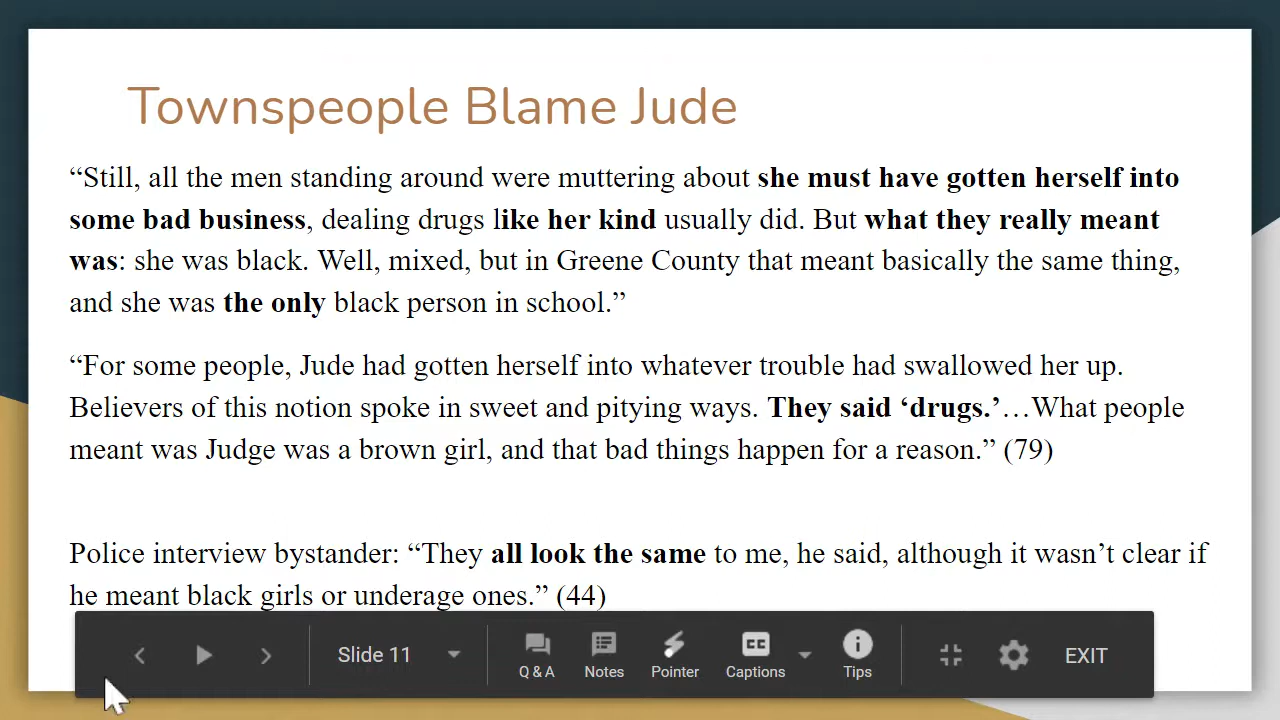 Townspeople Blame Jude
“Still, all the men standing around were muttering about she must have gotten herself into
some bad business, dealing drugs like her kind usually did. But what they really meant
was: she was black. Well, mixed, but in Greene County that meant basically the same thing,
and she was the only black person in school.”
“For some people, Jude had gotten herself into whatever trouble had swallowed her up.
Believers of this notion spoke in sweet and pitying ways. They said ‘drugs.’…What people
meant was Judge was a brown girl, and that bad things happen for a reason.” (79)
Police interview bystander: “They all look the same to me, he said, although it wasn’t clear if
he meant black girls or underage ones.” (44)
Slide 11
Q & A
Notes
Pointer
CC
Captions
Tips
EXIT